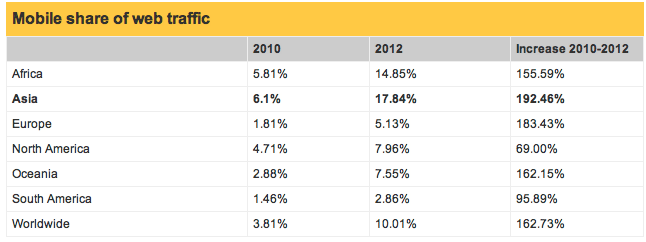 Mobile share of web traffic
2010 2012 Increase 2010-2012
Africa 5.81% 14.85% 155.59%
Asia 6.1% 17.84% 192.46%
Europe 1.81% 5.13% 183.43%
North America 4.71% 7.96% 69.00%
Oceania 2.88% 7.55% 162.15%
South America 1.46% 2.86% 95.89%
Worldwide 3.81% 10.01% 162.73%